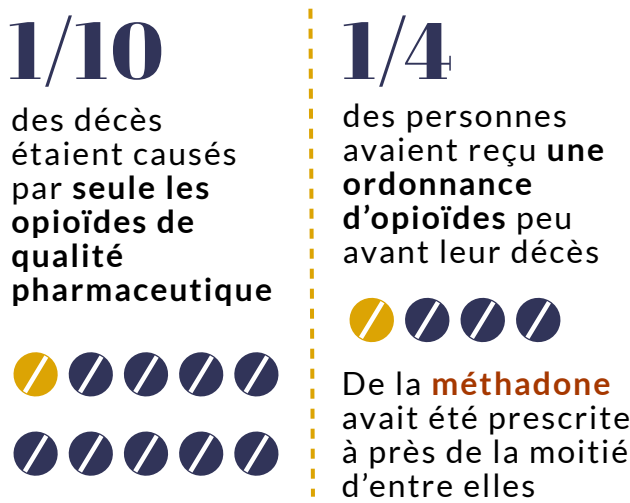 1/10
des décès
étaient causés
par seule les
opioïdes de
qualité
pharmaceutique
1/4
des personnes
avaient reçu une
ordonnance
d’opioïdes peu
avant leur décès
De la méthadone
avait été prescrite
à près de la moitié
d’entre elles